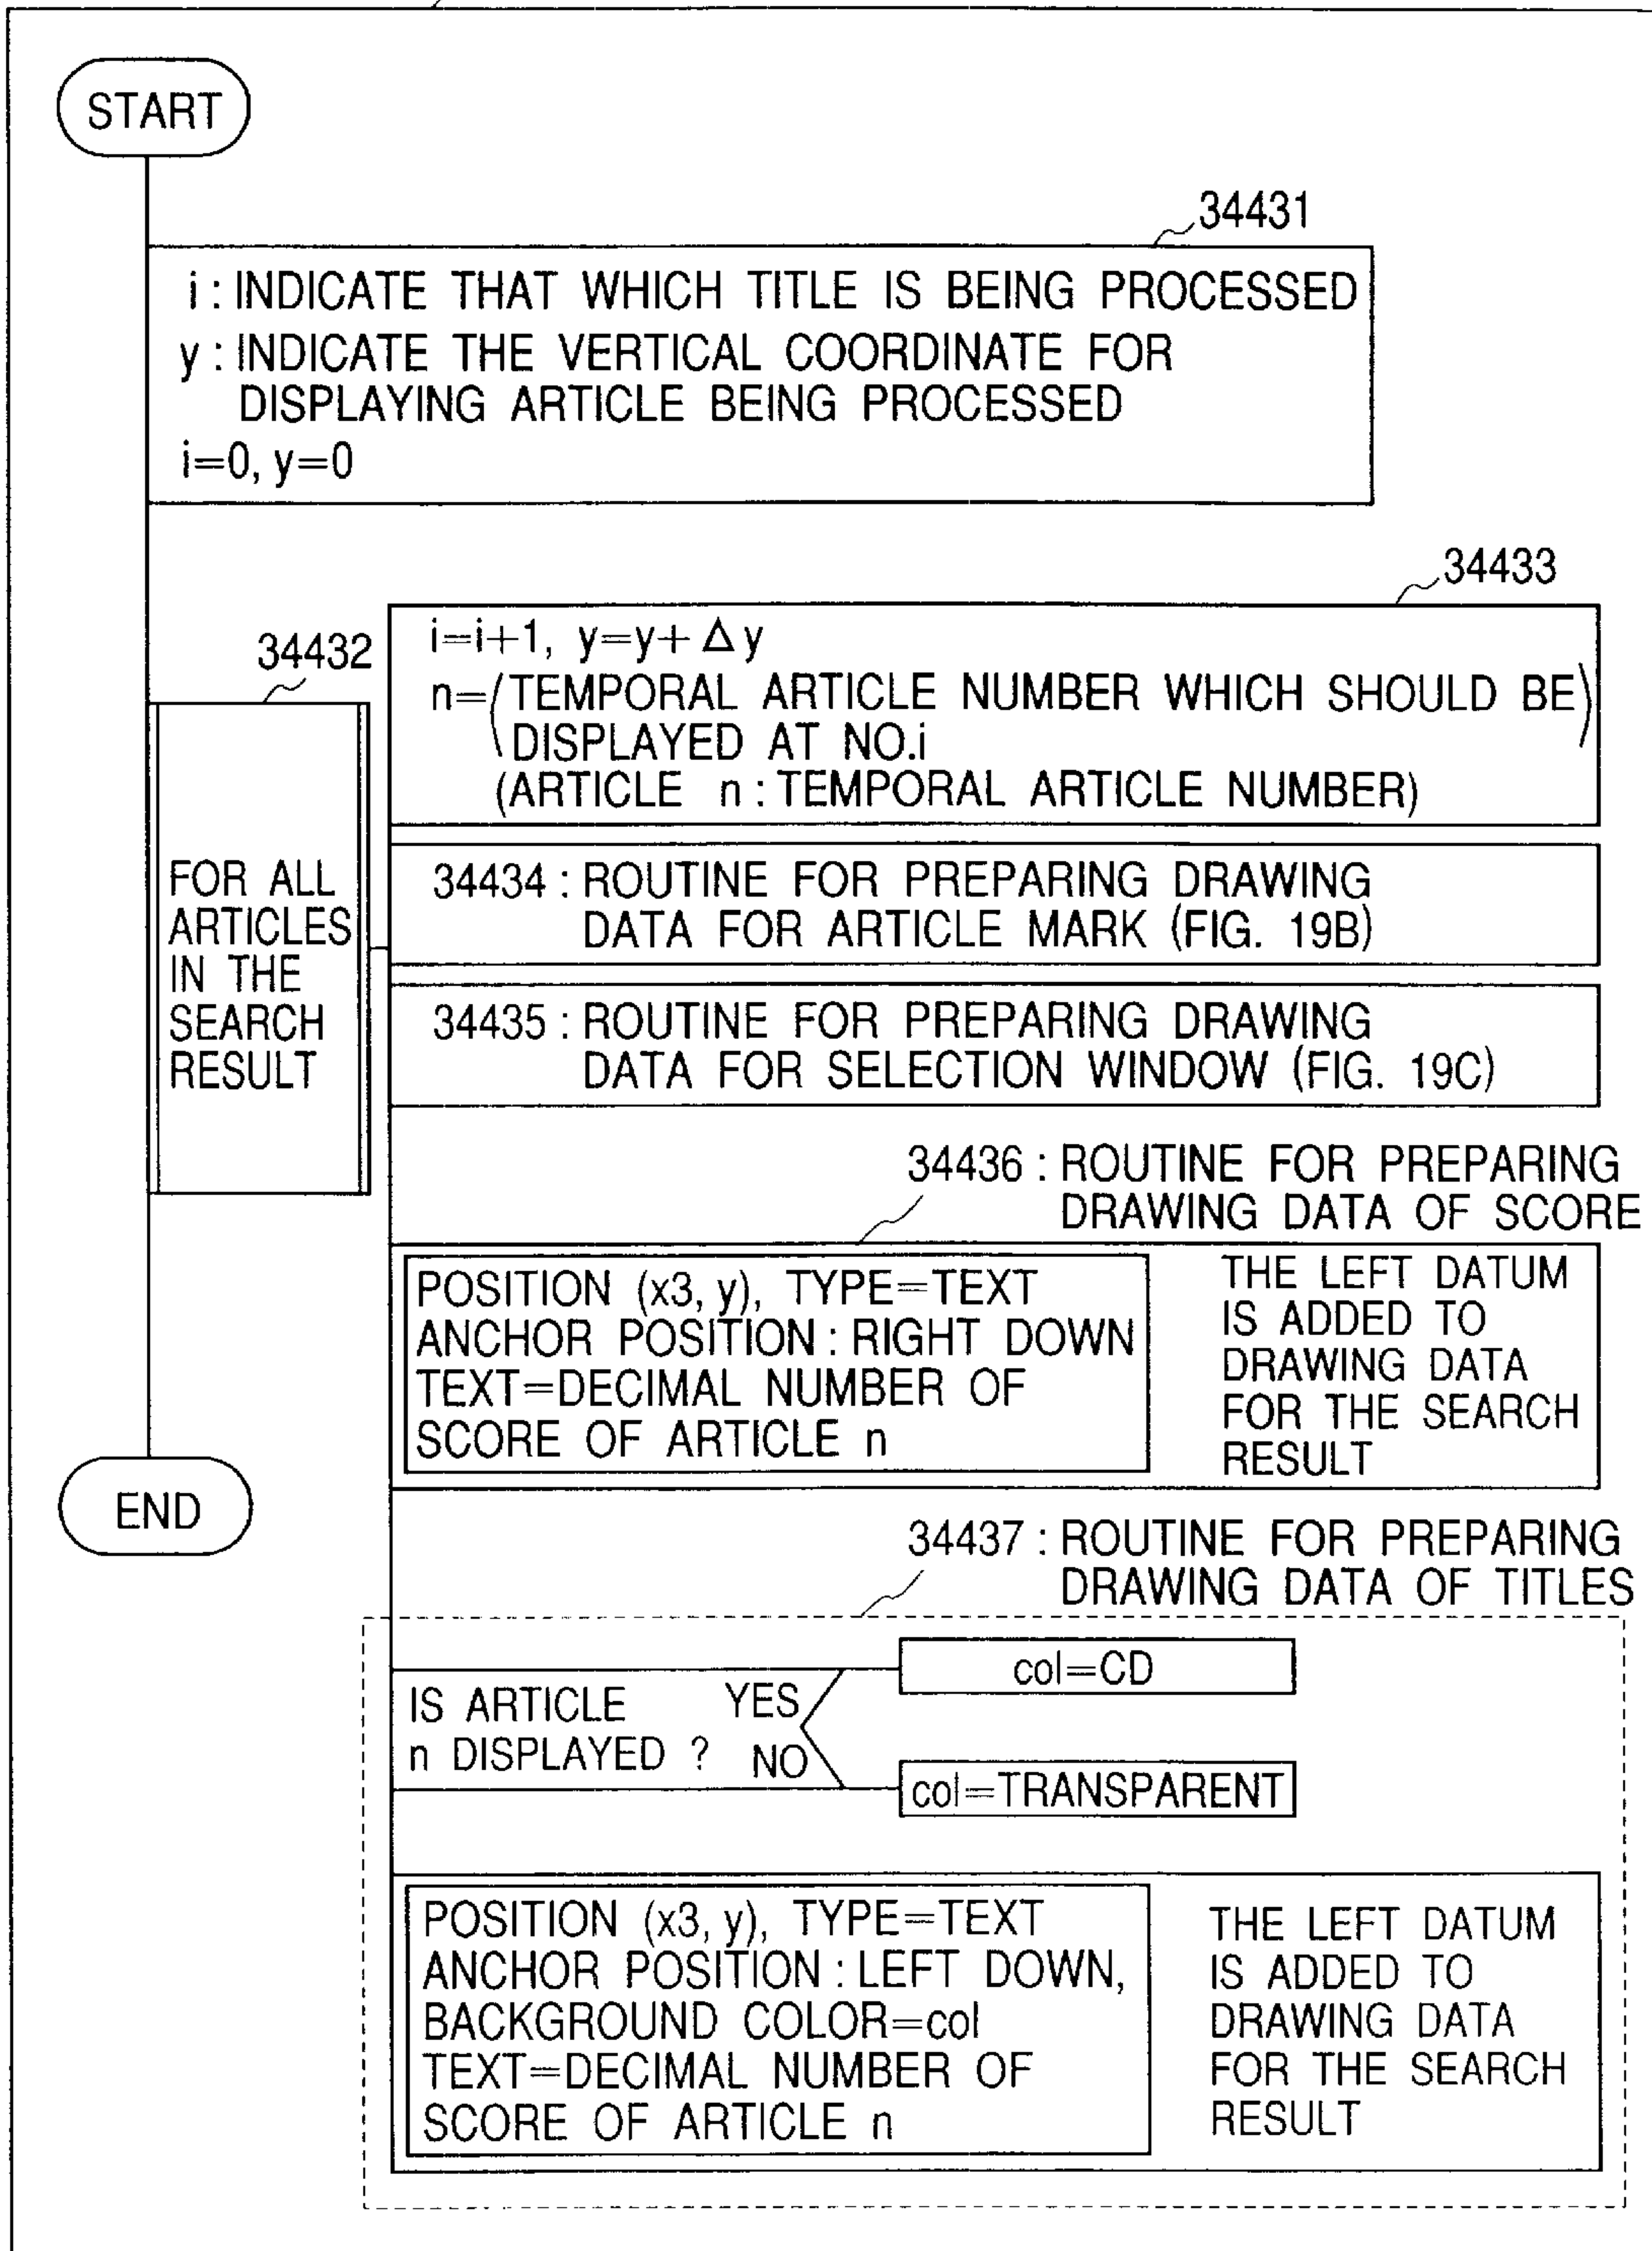 START
34431
i : INDICATE THAT WHICH TITLE IS BEING PROCESSED
y : INDICATE THE VERTICAL COORDINATE FOR
DISPLAYING ARTICLE BEING PROCESSED
i=0, y=0
34433
34432
i=i+1, y=y+Δy
n=(TEMPORAL ARTICLE NUMBER WHICH SHOULD BE
DISPLAYED AT NO.i)
(ARTICLE n : TEMPORAL ARTICLE NUMBER)
FOR ALL
ARTICLES
IN THE
SEARCH
RESULT
34434 : ROUTINE FOR PREPARING DRAWING
DATA FOR ARTICLE MARK (FIG. 19B)
34435 : ROUTINE FOR PREPARING DRAWING
DATA FOR SELECTION WINDOW (FIG. 19C)
34436 : ROUTINE FOR PREPARING
DRAWING DATA OF SCORE
POSITION (x3, y), TYPE=TEXT
ANCHOR POSITION : RIGHT DOWN
TEXT=DECIMAL NUMBER OF
SCORE OF ARTICLE n
THE LEFT DATUM
IS ADDED TO
DRAWING DATA
FOR THE SEARCH
RESULT
END
34437 : ROUTINE FOR PREPARING
DRAWING DATA OF TITLES
IS ARTICLE
n DISPLAYED ?
YES
NO
col=CD
col=TRANSPARENT
POSITION (x3, y), TYPE=TEXT
ANCHOR POSITION : LEFT DOWN,
BACKGROUND COLOR=col
TEXT=DECIMAL NUMBER OF
SCORE OF ARTICLE n
THE LEFT DATUM
IS ADDED TO
DRAWING DATA
FOR THE SEARCH
RESULT